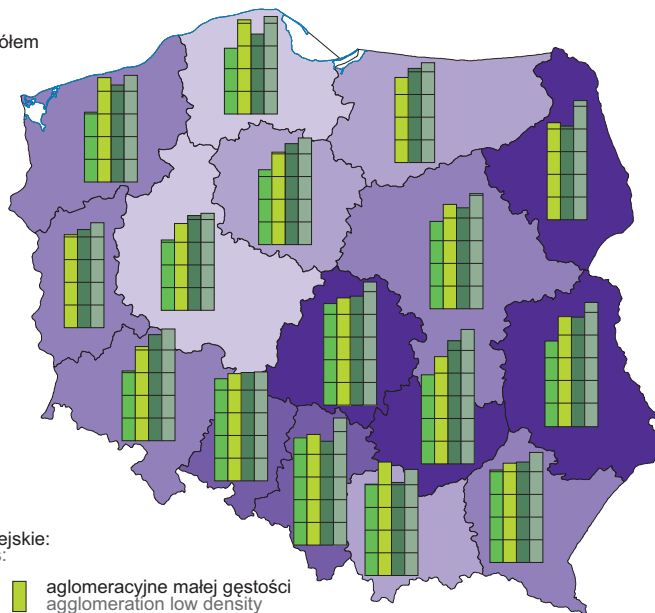 ółem
ejskie:
s:
aglomeracyjne małej gęstości
agglomeration low density